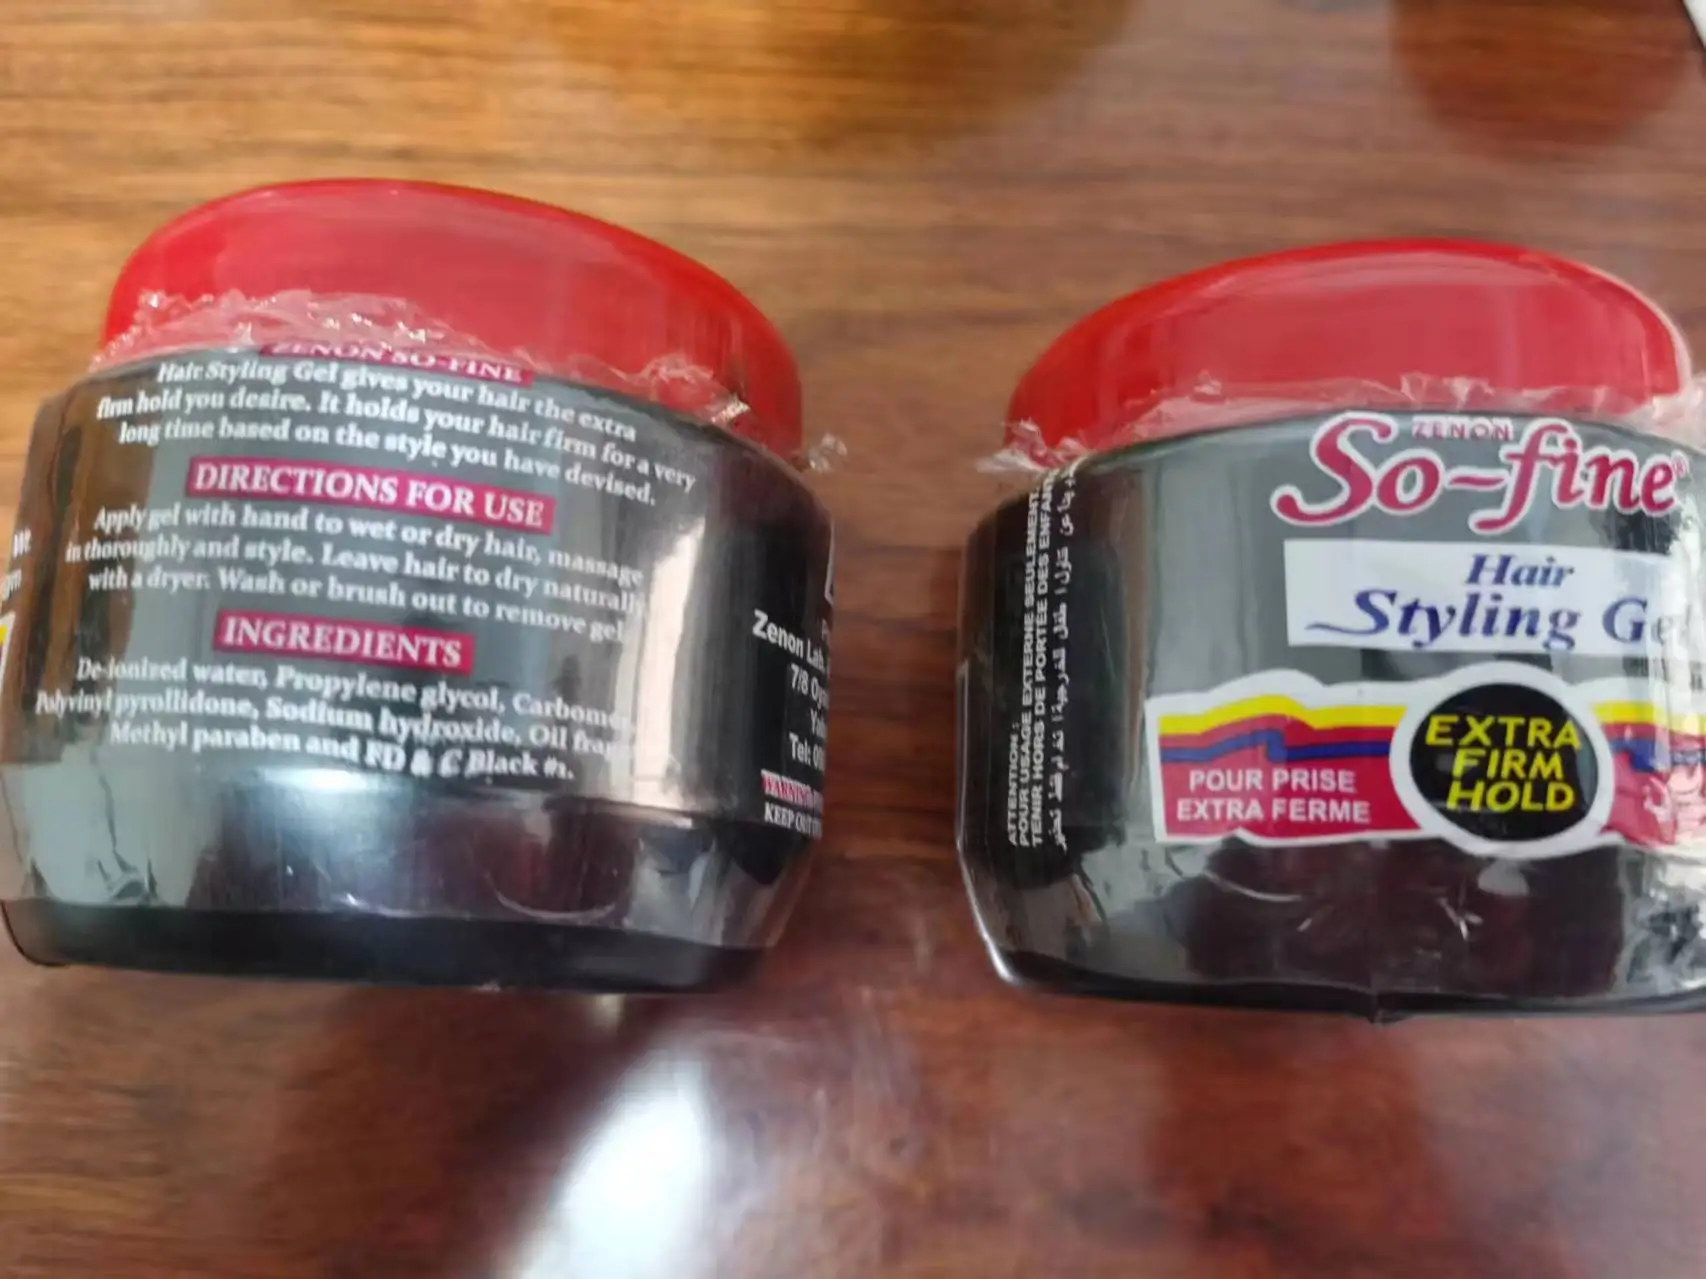 ZENON SO-FINE
Hair Styling Gel gives your hair the extra
firm hold you desire. It holds your hair firm for a very
long time based on the style you have devised.
DIRECTIONS FOR USE
Apply gel with hand to wet or dry hair, massage
in thoroughly and style. Leave hair to dry naturally
with a dryer. Wash or brush out to remove gel
INGREDIENTS
De-ionized water, Propylene glycol,
Polyvinyl pyrollidone, Sodium hydroxide, Oil
Methyl paraben and FD & C Black #1.
Zenon Lab.
7/8
Tel:
WARNING
KEEP OUT
ATTENTION :
POUR USAGE EXTERNE SEULEMENT.
TENIR HORS DE PORTÉE DES ENFANTS
ZENON
So-fine®
Hair
Styling Ge
POUR PRISE
EXTRA FERME
EXTRA
FIRM
HOLD